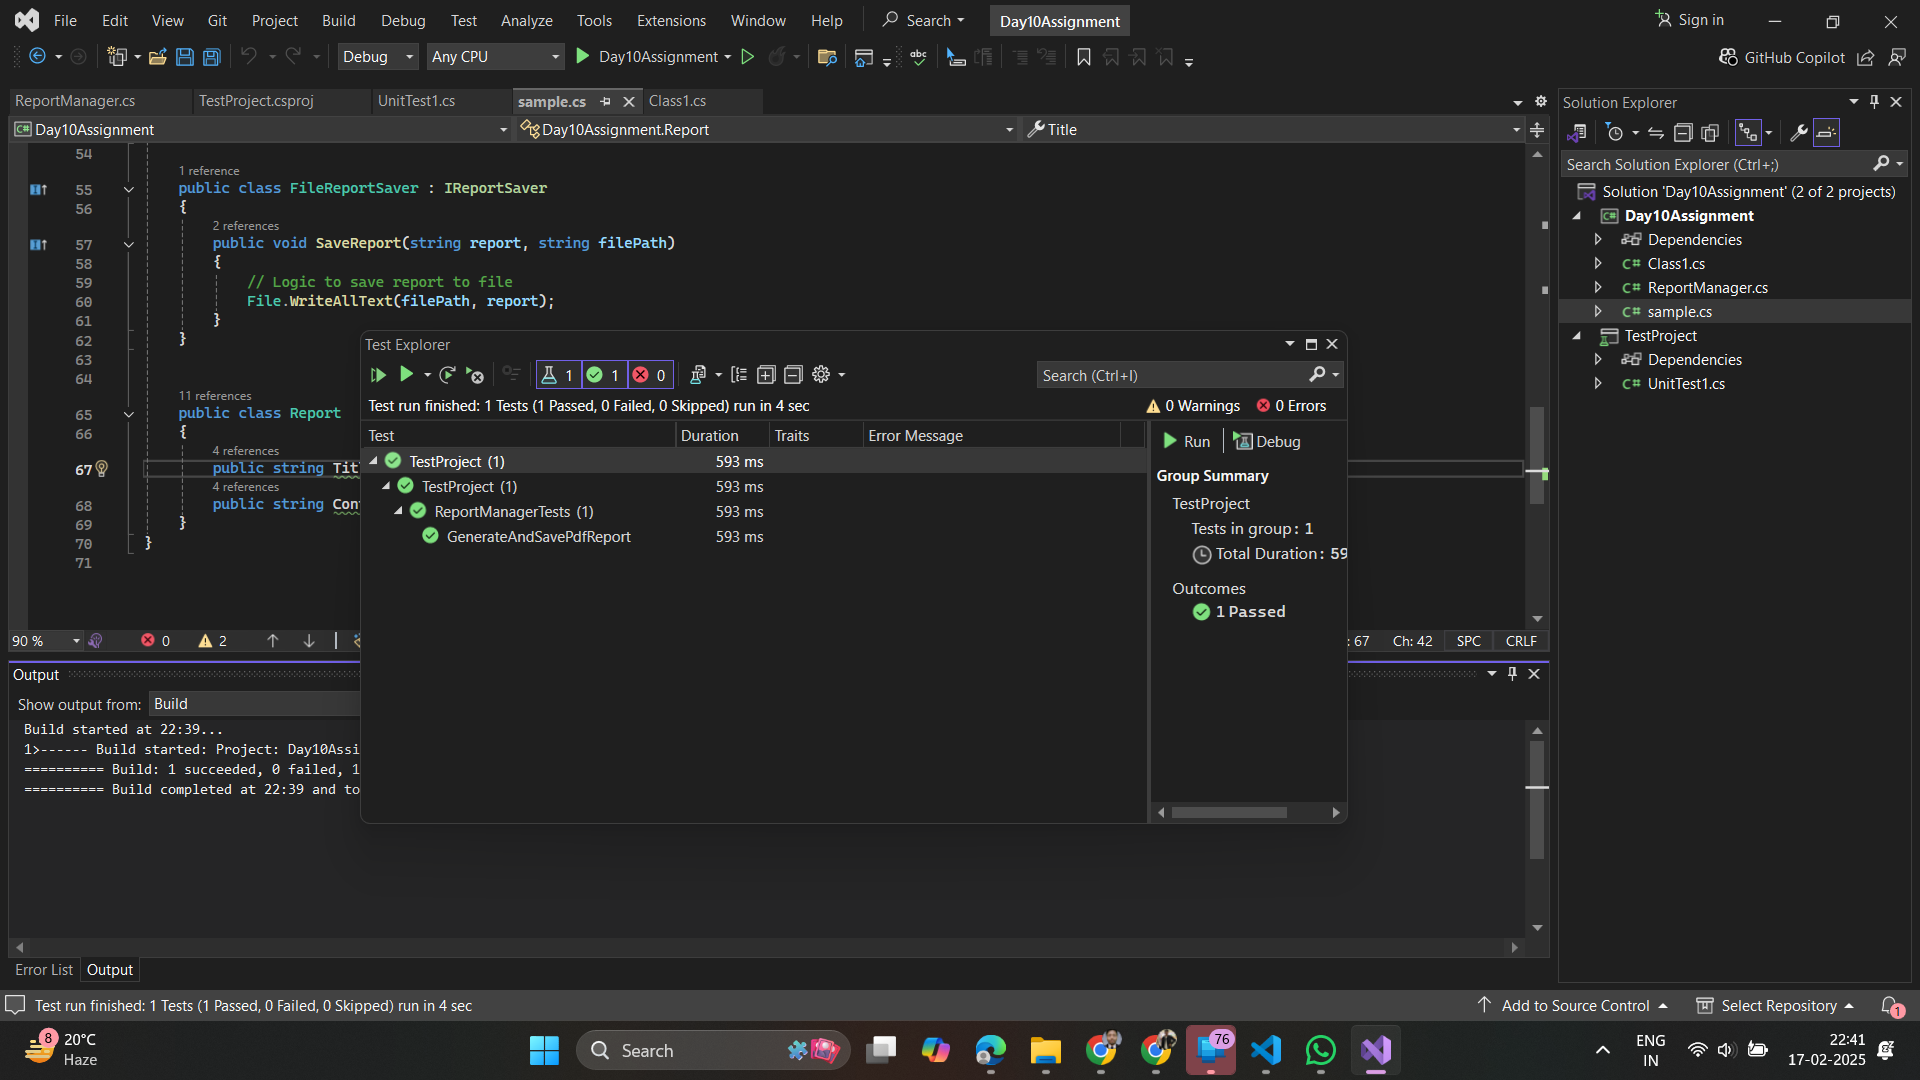 File Edit View Git Project Build Debug Test Analyze Tools Extensions Window Help Search Day10Assignment Sign in
Debug Any CPU Day10Assignment GitHub Copilot
ReportManager.cs TestProject.csproj UnitTest1.cs sample.cs Class1.cs
Day10Assignment Day10Assignment.Report Title
54
1 reference
55 public class FileReportSaver : IReportSaver
56 {
2 references
57 public void SaveReport(string report, string filePath)
58 {
59 // Logic to save report to file
60 File.WriteAllText(filePath, report);
61 }
62 }
63
64
11 references
65 public class Report
66 {
4 references
67 public string Tit
4 references
68 public string Con
69 }
70 }
71
90 % 0 2 : 67 Ch: 42 SPC CRLF
Test Explorer
1 1 0 Search (Ctrl+I)
Test run finished: 1 Tests (1 Passed, 0 Failed, 0 Skipped) run in 4 sec 0 Warnings 0 Errors
Test Duration Traits Error Message
TestProject (1) 593 ms
TestProject (1) 593 ms
ReportManagerTests (1) 593 ms
GenerateAndSavePdfReport 593 ms
Run Debug
Group Summary
TestProject
Tests in group: 1
Total Duration: 59
Outcomes
1 Passed
Output
Show output from: Build
Build started at 22:39...
1>------ Build started: Project: Day10Assi
========== Build: 1 succeeded, 0 failed, 1
========== Build completed at 22:39 and to
Error List Output
Solution Explorer
Search Solution Explorer (Ctrl+;)
Solution 'Day10Assignment' (2 of 2 projects)
C# Day10Assignment
Dependencies
C# Class1.cs
C# ReportManager.cs
C# sample.cs
TestProject
Dependencies
C# UnitTest1.cs
Test run finished: 1 Tests (1 Passed, 0 Failed, 0 Skipped) run in 4 sec Add to Source Control Select Repository 1
8 20°C
Haze
Search
76
ENG
IN
22:41
17-02-2025